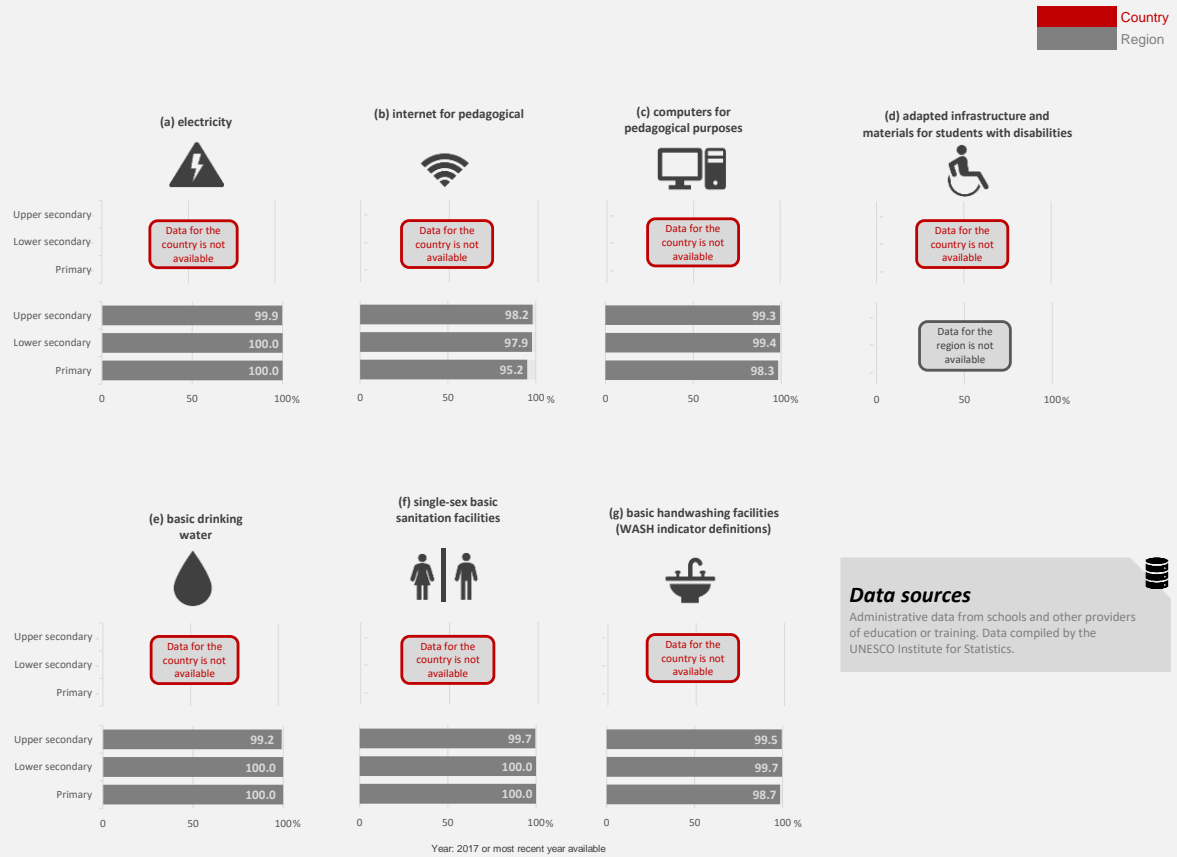 Country
Region
(a) electricity
(b) internet for pedagogical
(c) computers for
pedagogical purposes
(d) adapted infrastructure and
materials for students with disabilities
Upper secondary
Lower secondary
Primary
Data for the
country is not
available
Data for the
country is not
available
Data for the
country is not
available
Data for the
country is not
available
Upper secondary
Lower secondary
Primary
99.9
100.0
100.0
0 50 100%
98.2
97.9
95.2
0 50 100 %
99.3
99.4
98.3
0 50 100%
Data for the
region is not
available
0 50 100%
(e) basic drinking
water
(f) single-sex basic
sanitation facilities
(g) basic handwashing facilities
(WASH indicator definitions)
Upper secondary
Lower secondary
Primary
Data for the
country is not
available
Data for the
country is not
available
Data for the
country is not
available
Upper secondary
Lower secondary
Primary
99.2
100.0
100.0
0 50 100%
99.7
100.0
100.0
0 50 100%
99.5
99.7
98.7
0 50 100 %
Data sources
Administrative data from schools and other providers
of education or training. Data compiled by the
UNESCO Institute for Statistics.
Year: 2017 or most recent year available